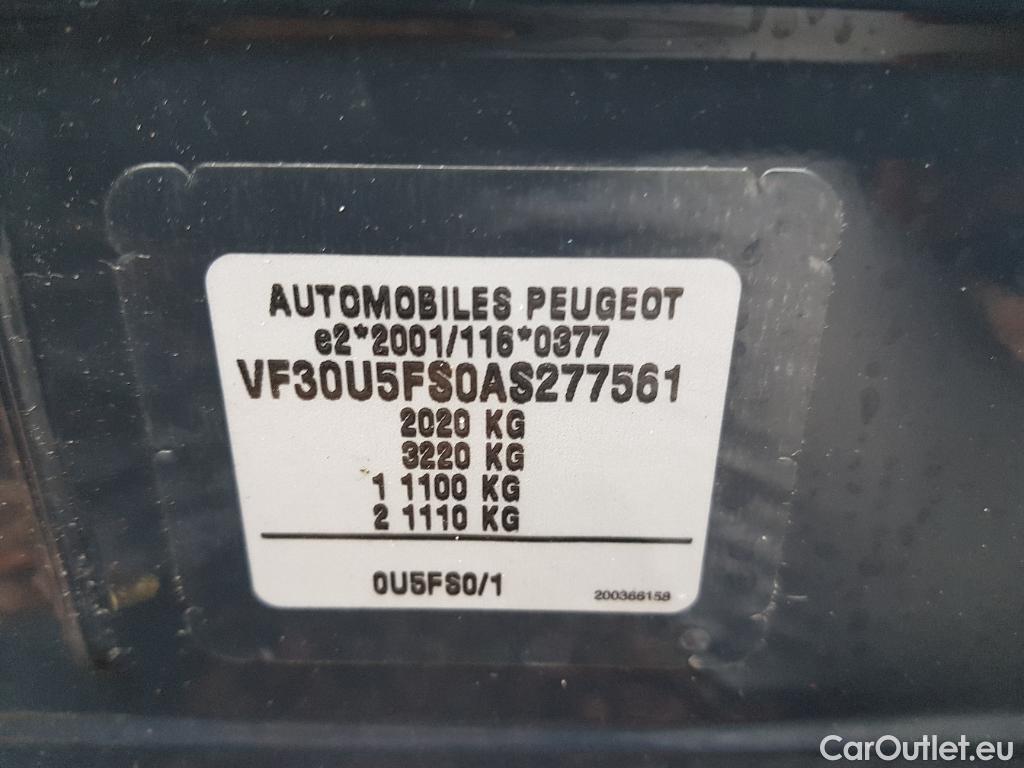 AUTOMOBILES PEUGEOT
e2*2001/116*0377
VF30U5FS0AS277561
2020 KG
3220 KG
1 1100 KG
2 1110 KG
0U5FS0/1
200366158
CarOutlet.eu